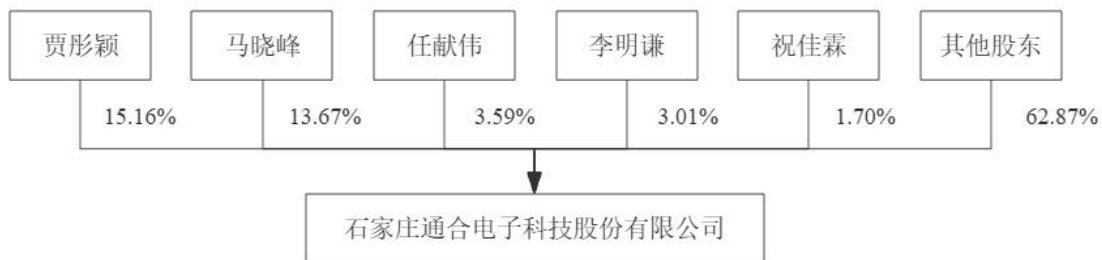 贾彤颖
马晓峰
任献伟
李明谦
祝佳霖
其他股东
15.16%
13.67%
3.59%
3.01%
1.70%
62.87%
石家庄通合电子科技股份有限公司